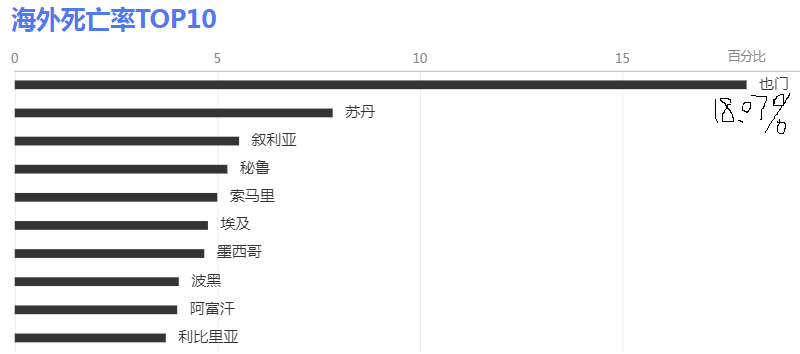 海外死亡率TOP10
0 5 10 15 百分比
也门
18.07%
苏丹
叙利亚
秘鲁
索马里
埃及
墨西哥
波黑
阿富汗
利比里亚